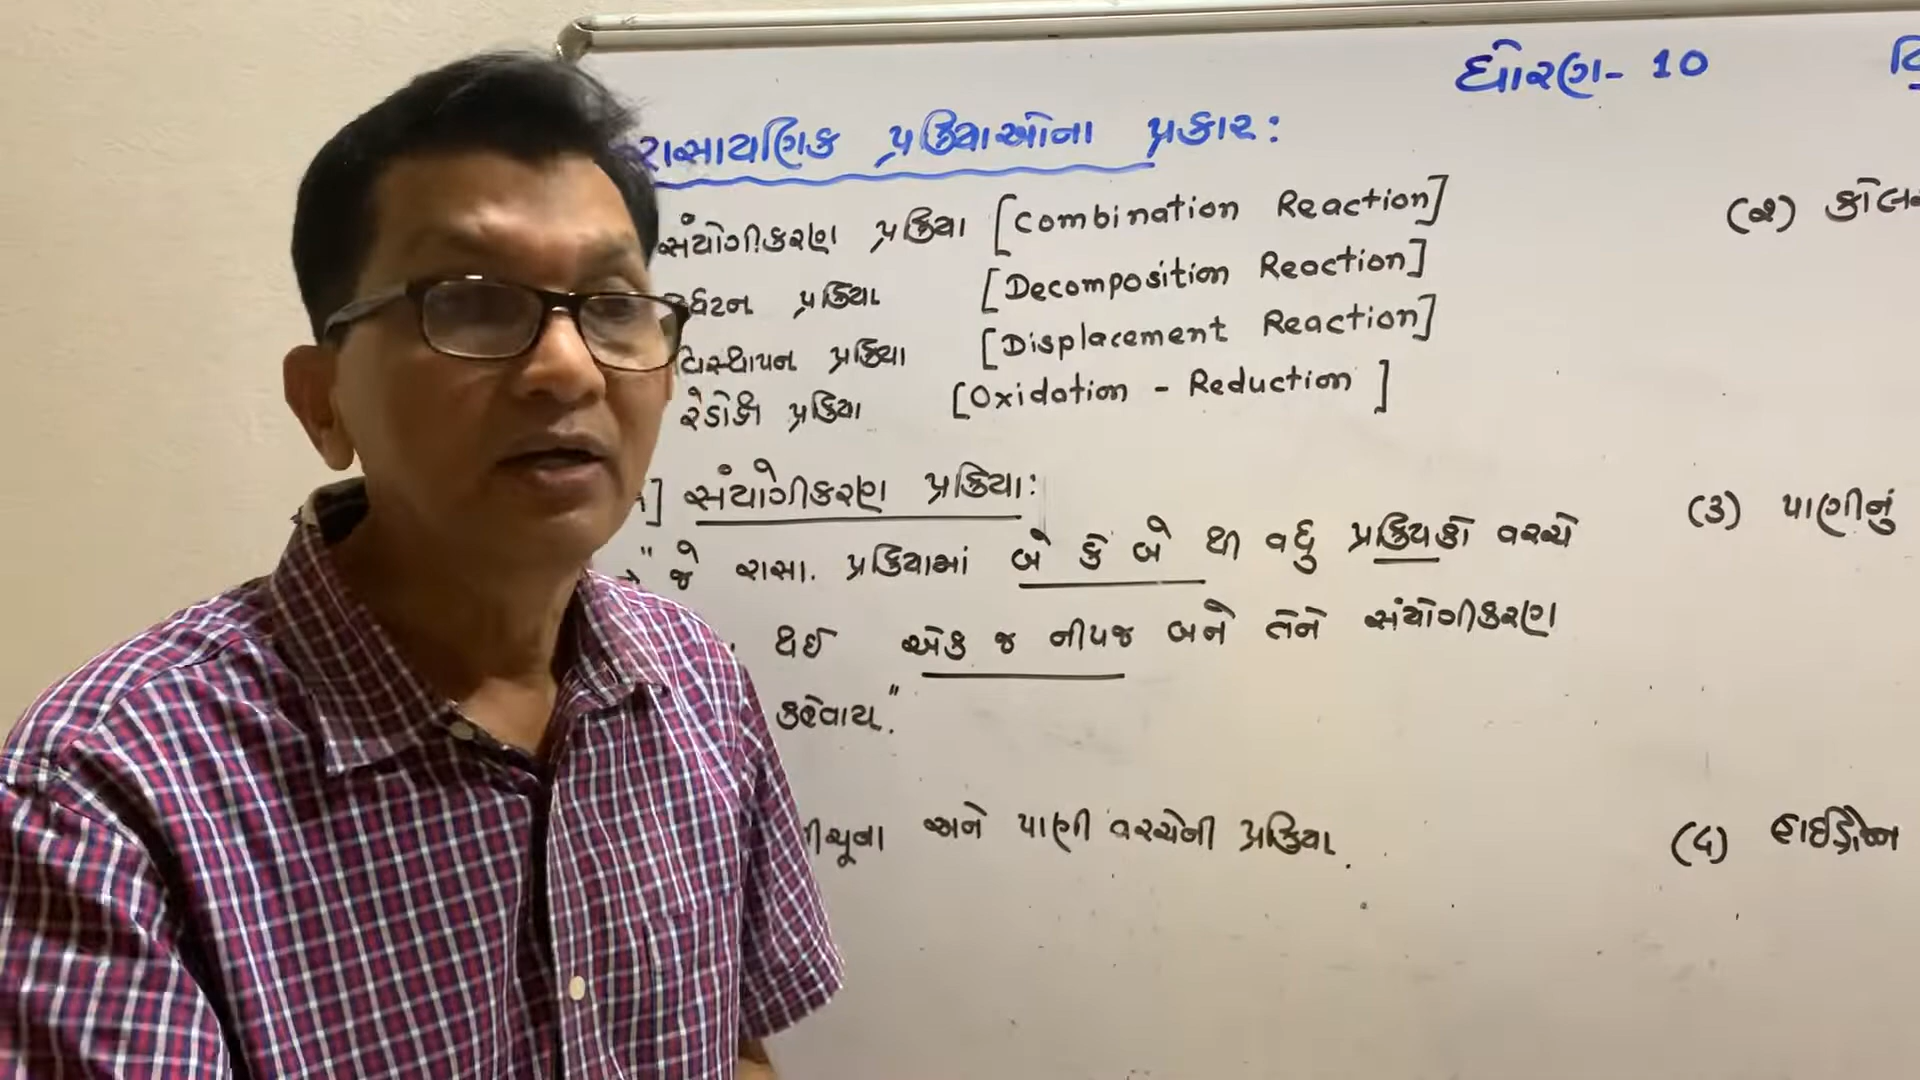 ધોરણ- 10
રાસાયણિક પ્રક્રિયાઓના પ્રકાર:
સંયોગીકરણ પ્રક્રિયા [Combination Reaction]
પ્રક્રિયા [Decomposition Reaction]
વિસ્થાપન પ્રક્રિયા [Displacement Reaction]
રેડોક્ષ પ્રક્રિયા [Oxidation - Reduction ]
] સંયોગીકરણ પ્રક્રિયા:
" જે રાસા. પ્રક્રિયામાં બે કે બે થી વધુ પ્રક્રિયકો વચ્ચે
થઈ એક જ નીપજ બને તેને સંયોગીકરણ
કહેવાય."
અને પાણી વચ્ચેની પ્રક્રિયા.
(૨)
(૩) પાણીનું
(૪) હાઈડ્રોજન